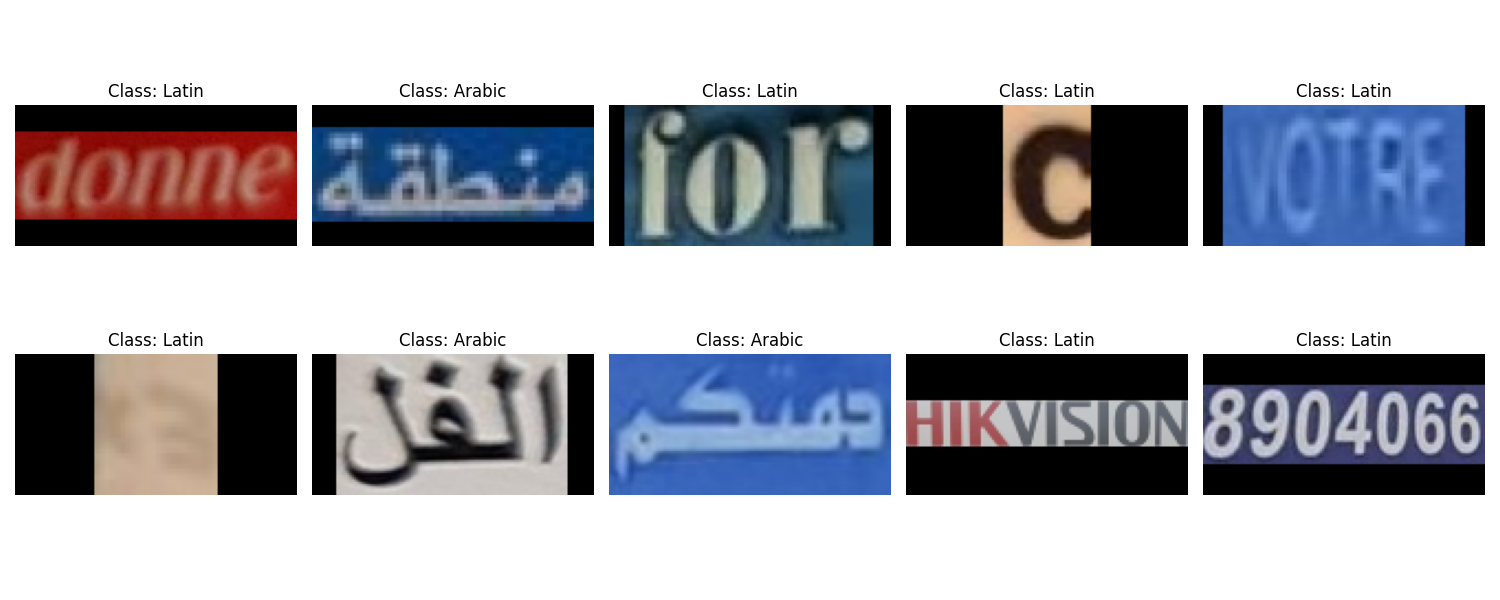 Class: Latin Class: Arabic Class: Latin Class: Latin Class: Latin
donne منطقة for C VOTRE
Class: Latin Class: Arabic Class: Arabic Class: Latin Class: Latin
الفل دمتكم HIKVISION 8904066